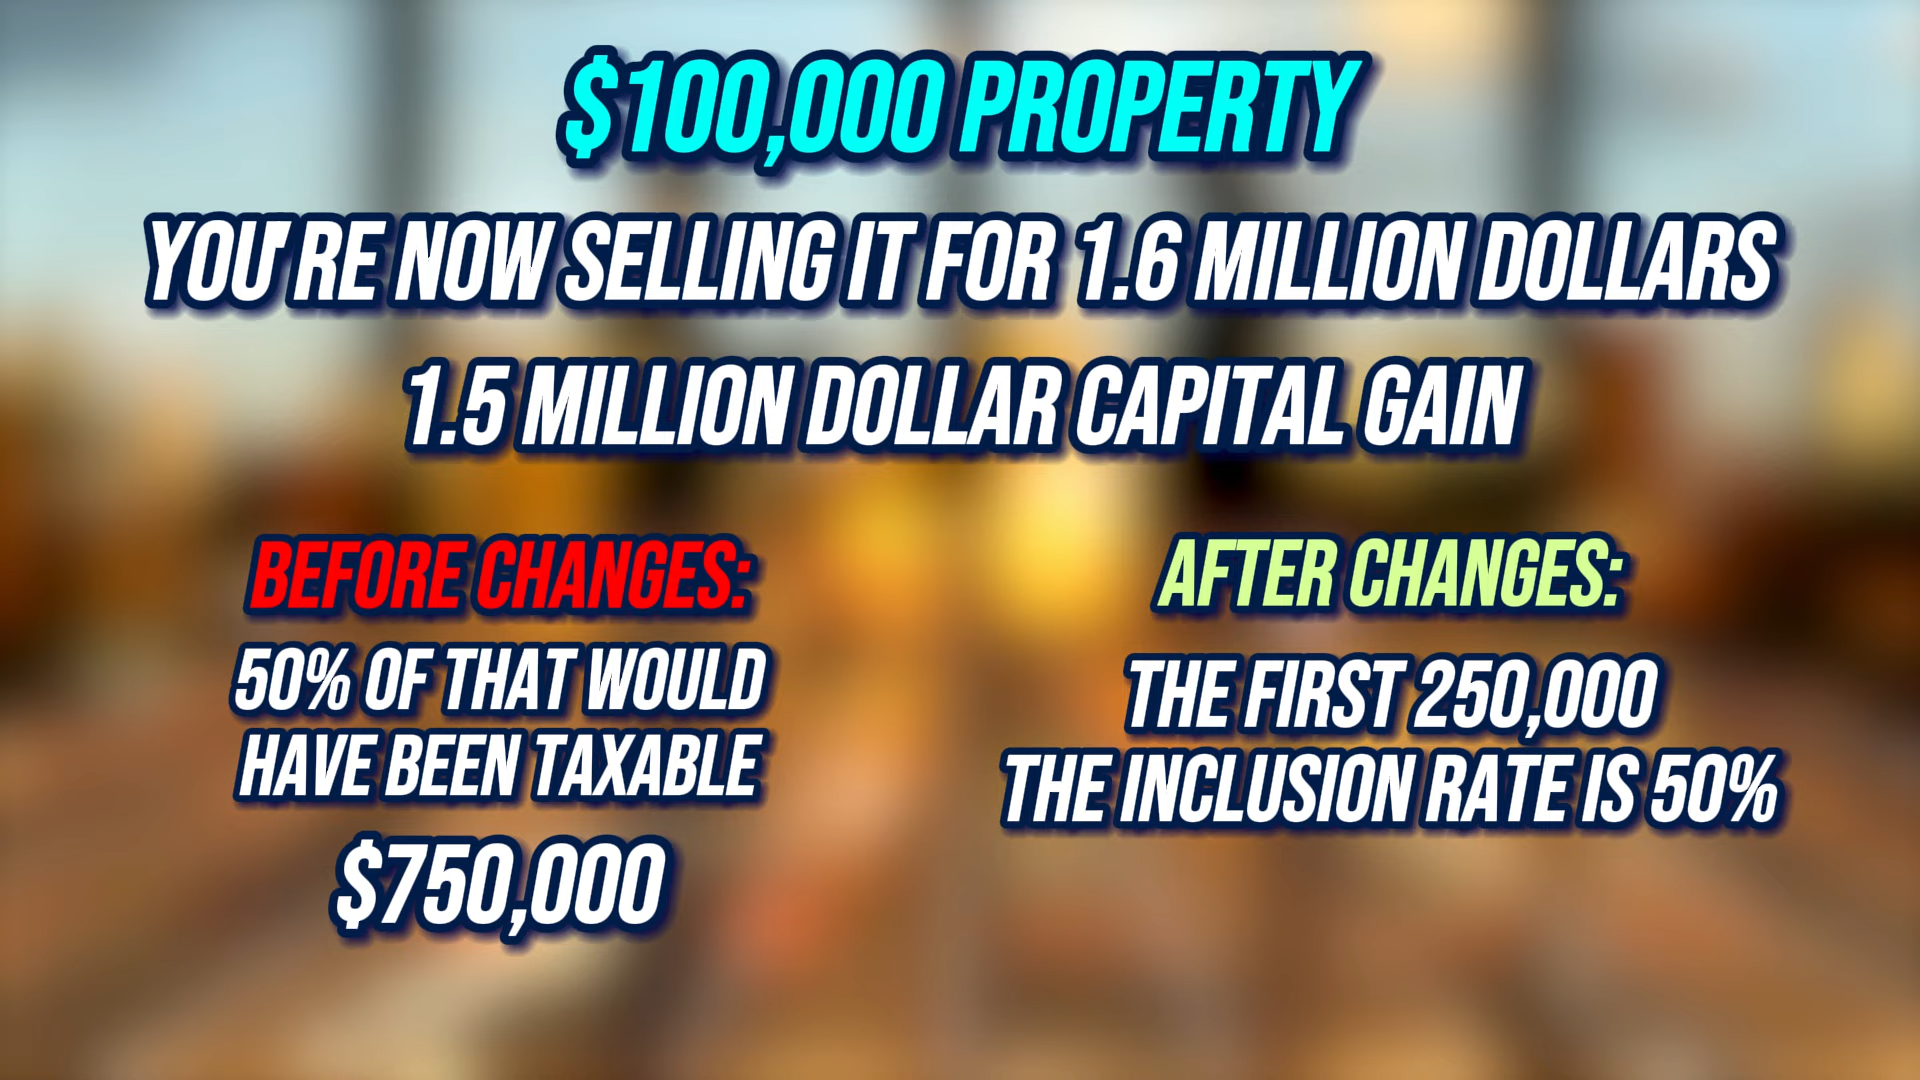 $100,000 PROPERTY
YOU'RE NOW SELLING IT FOR 1.6 MILLION DOLLARS
1.5 MILLION DOLLAR CAPITAL GAIN
BEFORE CHANGES:
50% OF THAT WOULD
HAVE BEEN TAXABLE
$750,000
AFTER CHANGES:
THE FIRST 250,000
THE INCLUSION RATE IS 50%